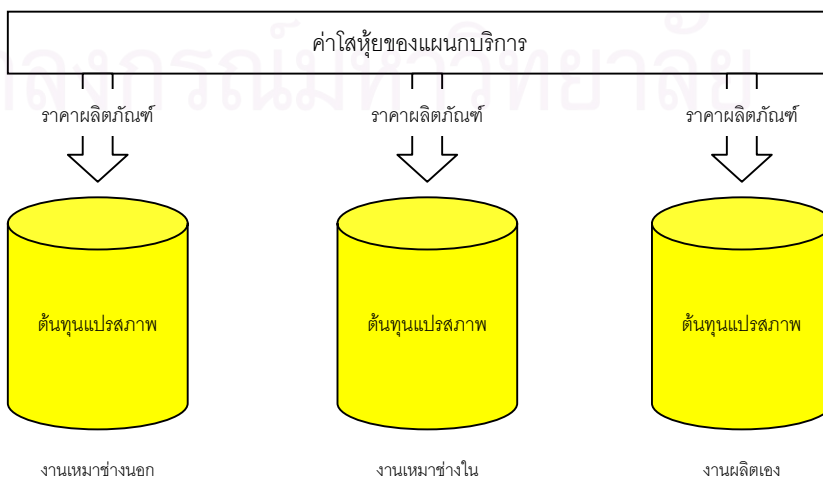 ค่าโสหุ้ยของแผนกบริการ
ราคาผลิตภัณฑ์ ราคาผลิตภัณฑ์ ราคาผลิตภัณฑ์
ต้นทุนแปรสภาพ ต้นทุนแปรสภาพ ต้นทุนแปรสภาพ
งานเหมาช่างนอก งานเหมาช่างใน งานผลิตเอง